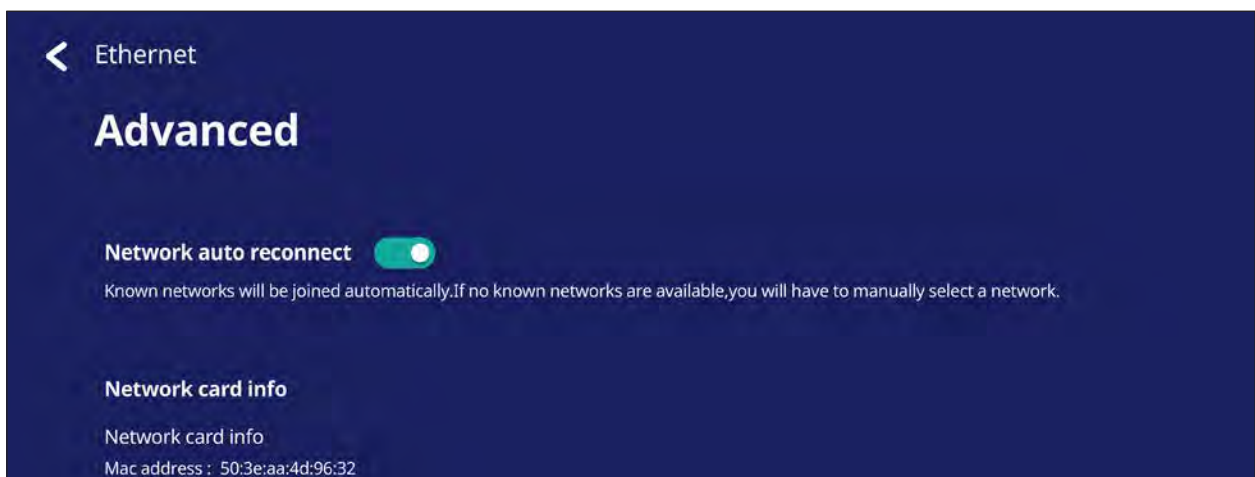 Ethernet
Advanced
Network auto reconnect
Known networks will be joined automatically.If no known networks are available,you will have to manually select a network.
Network card info
Network card info
Mac address : 50:3e:aa:4d:96:32